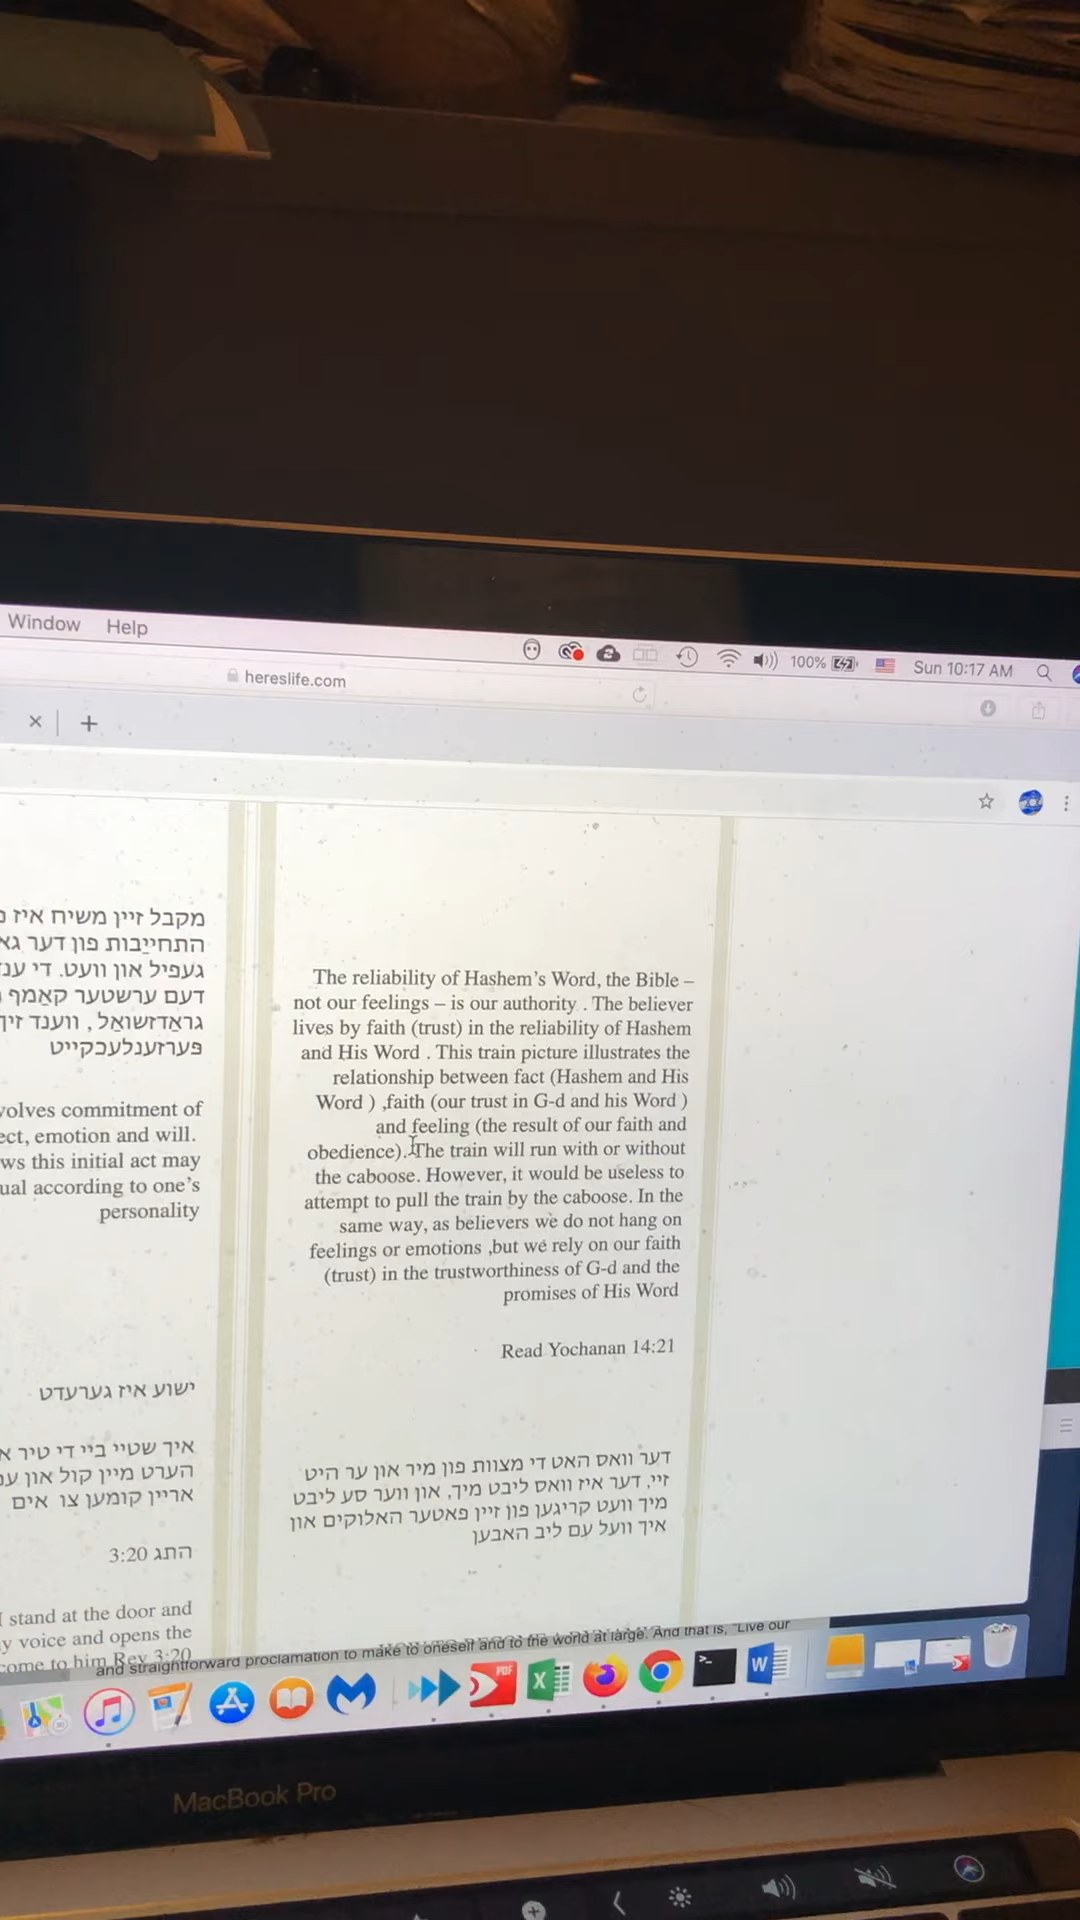 Window Help
100% Sun 10:17 AM
hereslife.com
מקבל זיין משיח איז
התחייבות פון דער
געפיל און וועט. די
דעם ערשטער קאַמף
גראַדזשואַל, ווענד זיך
פּערזענלעכקייט
commitment of
emotion and will.
this initial act may
according to one's
personality
ישוע איז גערעדט
איך שטיי ביי די טיר
הערט מיין קול און
אריין קומען צו אים
התג 3:20
I stand at the door and
voice and opens the
to him Rev 3:20
The reliability of Hashem's Word, the Bible –
not our feelings – is our authority . The believer
lives by faith (trust) in the reliability of Hashem
and His Word . This train picture illustrates the
relationship between fact (Hashem and His
Word ) ,faith (our trust in G-d and his Word )
and feeling (the result of our faith and
obedience).The train will run with or without
the caboose. However, it would be useless to
attempt to pull the train by the caboose. In the
same way, as believers we do not hang on
feelings or emotions ,but we rely on our faith
(trust) in the trustworthiness of G-d and the
promises of His Word
Read Yochanan 14:21
דער וואס האט די מצוות פון מיר און ער היט
זיי, דער איז וואס ליבט מיך, און ווער סע ליבט
מיך וועט קריגען פון זיין פאטער האלוקים און
איך וועל עם ליב האבען
and straightforward proclamation to make to oneself and to the world at large. And that is, "Live our
PDF
X
W
MacBook Pro